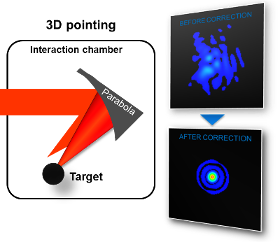 3D pointing
Interaction chamber
Parabola
Target
BEFORE CORRECTION
AFTER CORRECTION